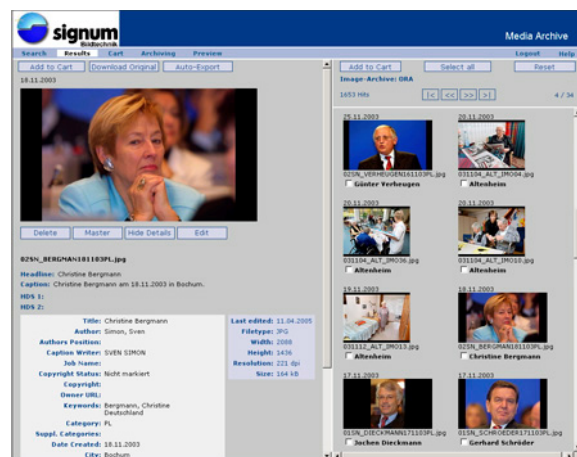 signum
Bildtechnik
Media Archive
Search Results Cart Archiving Preview Logout Help
Add to Cart Download Original Auto-Export
18.11.2003
Delete Master Hide Details Edit
02SN_BERGMAN181103PL.jpg
Headline: Christine Bergmann
Caption: Christine Bergmann am 18.11.2003 in Bochum.
HDS 1:
HDS 2:
Title: Christine Bergmann
Author: Simon, Sven
Authors Position:
Caption Writer: SVEN SIMON
Job Name:
Copyright Status: Nicht markiert
Copyright:
Owner URL:
Keywords: Bergmann, Christine
Deutschland
Category: PL
Suppl. Categories:
Date Created: 18.11.2003
City: Bochum
Last edited: 11.04.2005
Filetype: JPG
Width: 2088
Height: 1436
Resolution: 221 dpi
Size: 164 kB
Add to Cart Select all Reset
Image-Archive: ORA
1653 Hits |< << >> >| 4 / 34
25.11.2003 20.11.2003
02SN_VERHEUGEN161103PL.jpg 031104_ALT_IMO04.jpg
Günter Verheugen Altenheim
20.11.2003 20.11.2003
031104_ALT_IMO36.jpg 031104_ALT_IMO10.jpg
Altenheim Altenheim
19.11.2003 18.11.2003
031112_ALT_IMO13.jpg 02SN_BERGMAN181103PL.jpg
Altenheim Christine Bergmann
17.11.2003 17.11.2003
01SN_DIECKMANN171103PL.jpg 01SN_SCHROEDER171103PL.jpg
Jochen Dieckmann Gerhard Schröder